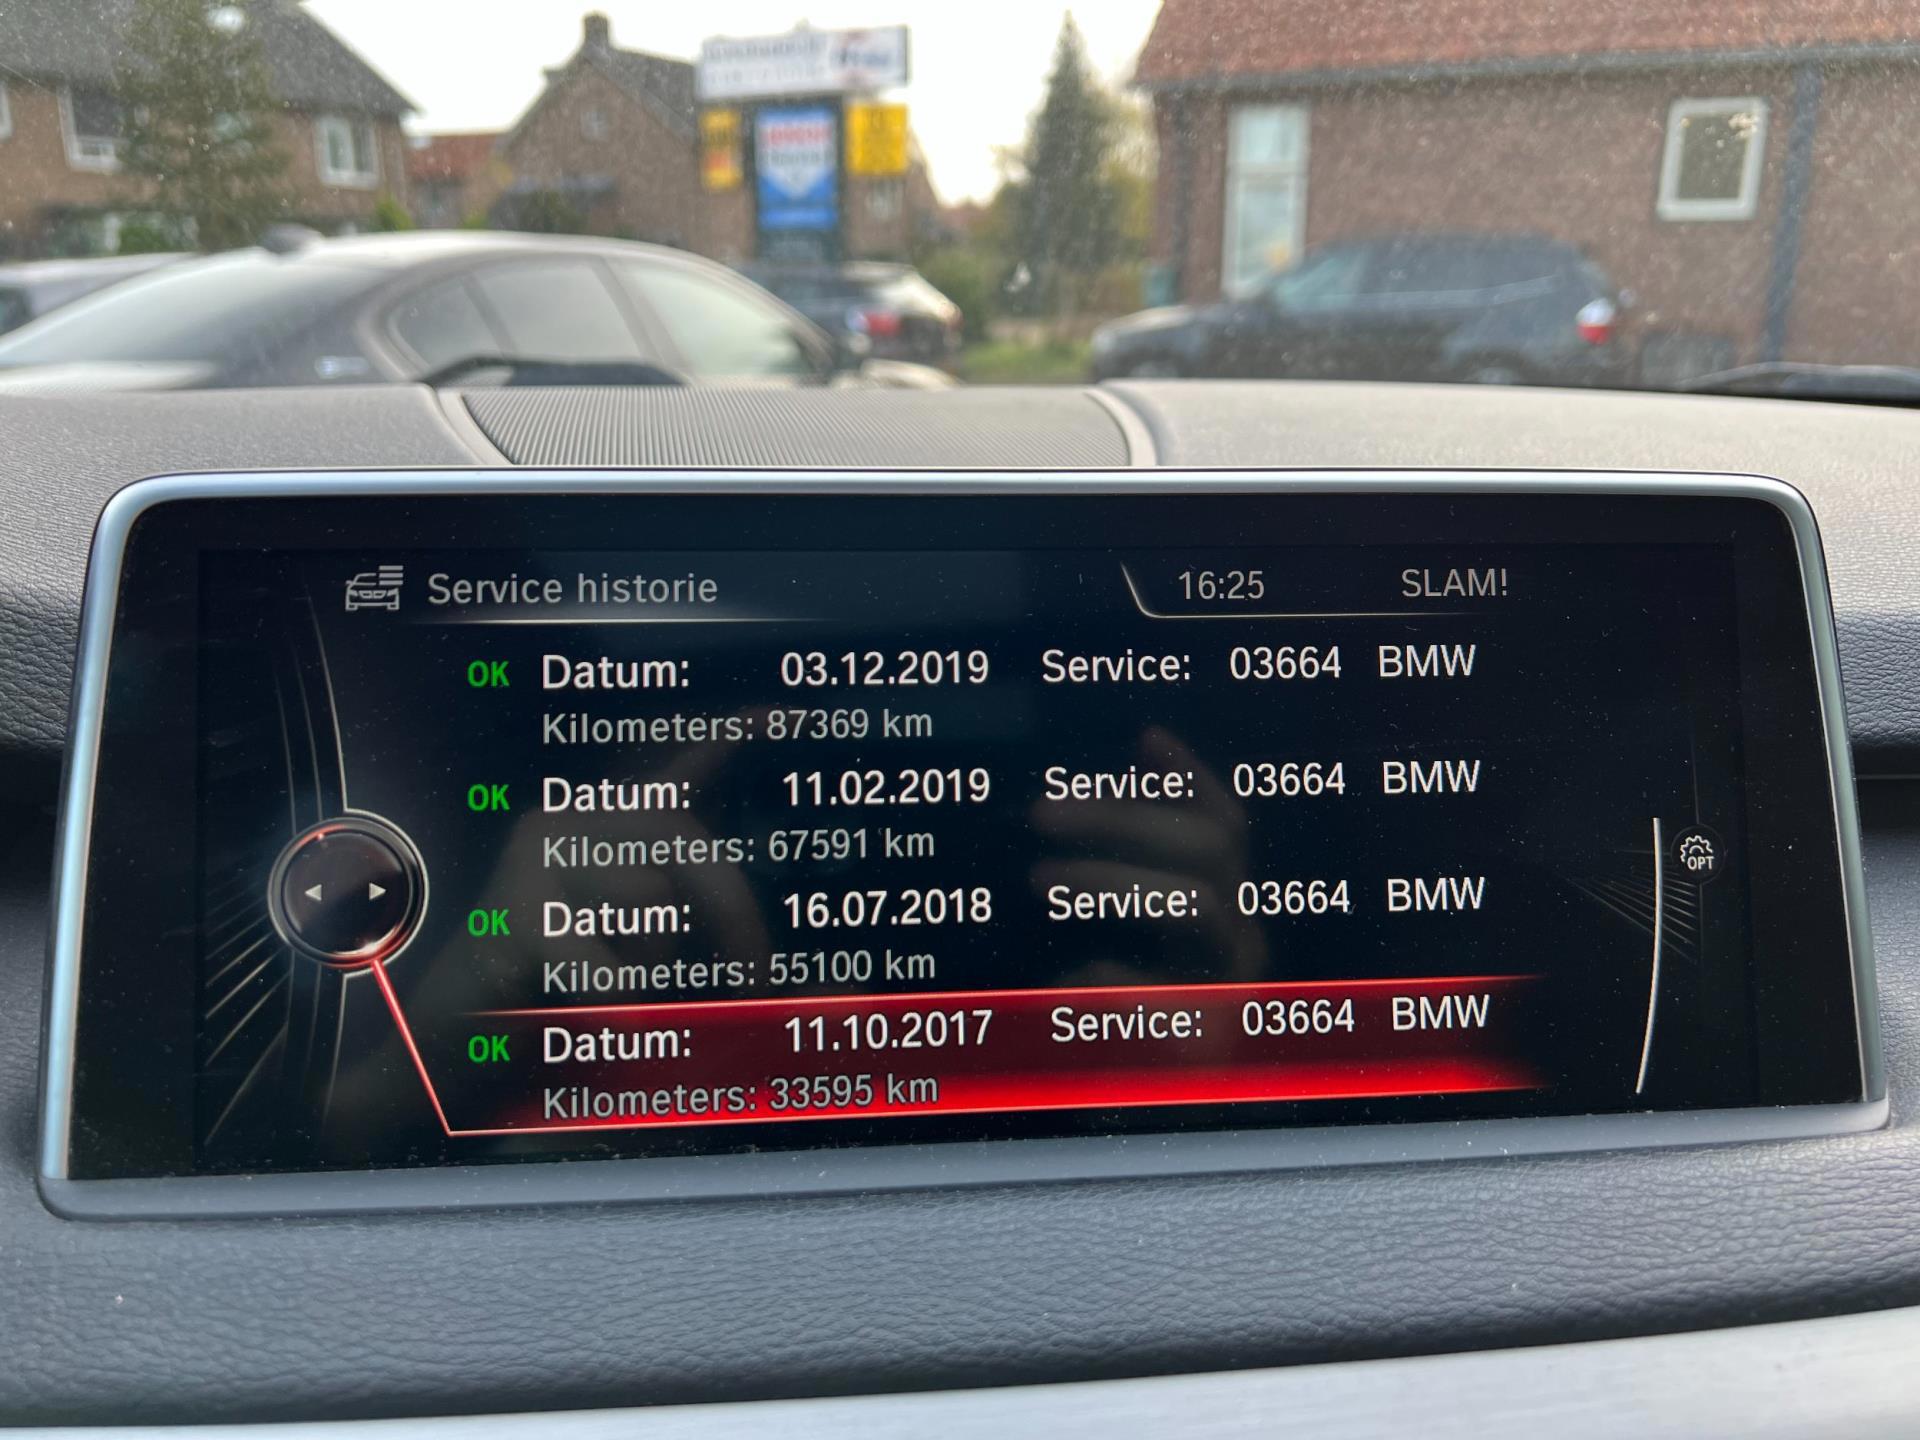 Service historie
16:25 SLAM!
OK Datum: 03.12.2019 Service: 03664 BMW
Kilometers: 87369 km
OK Datum: 11.02.2019 Service: 03664 BMW
Kilometers: 67591 km
OK Datum: 16.07.2018 Service: 03664 BMW
Kilometers: 55100 km
OK Datum: 11.10.2017 Service: 03664 BMW
Kilometers: 33595 km
OPT